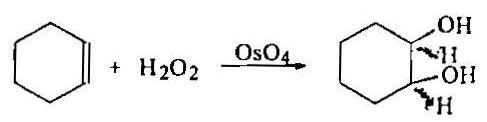 + H₂O₂ OsO₄
OH
H
OH
H